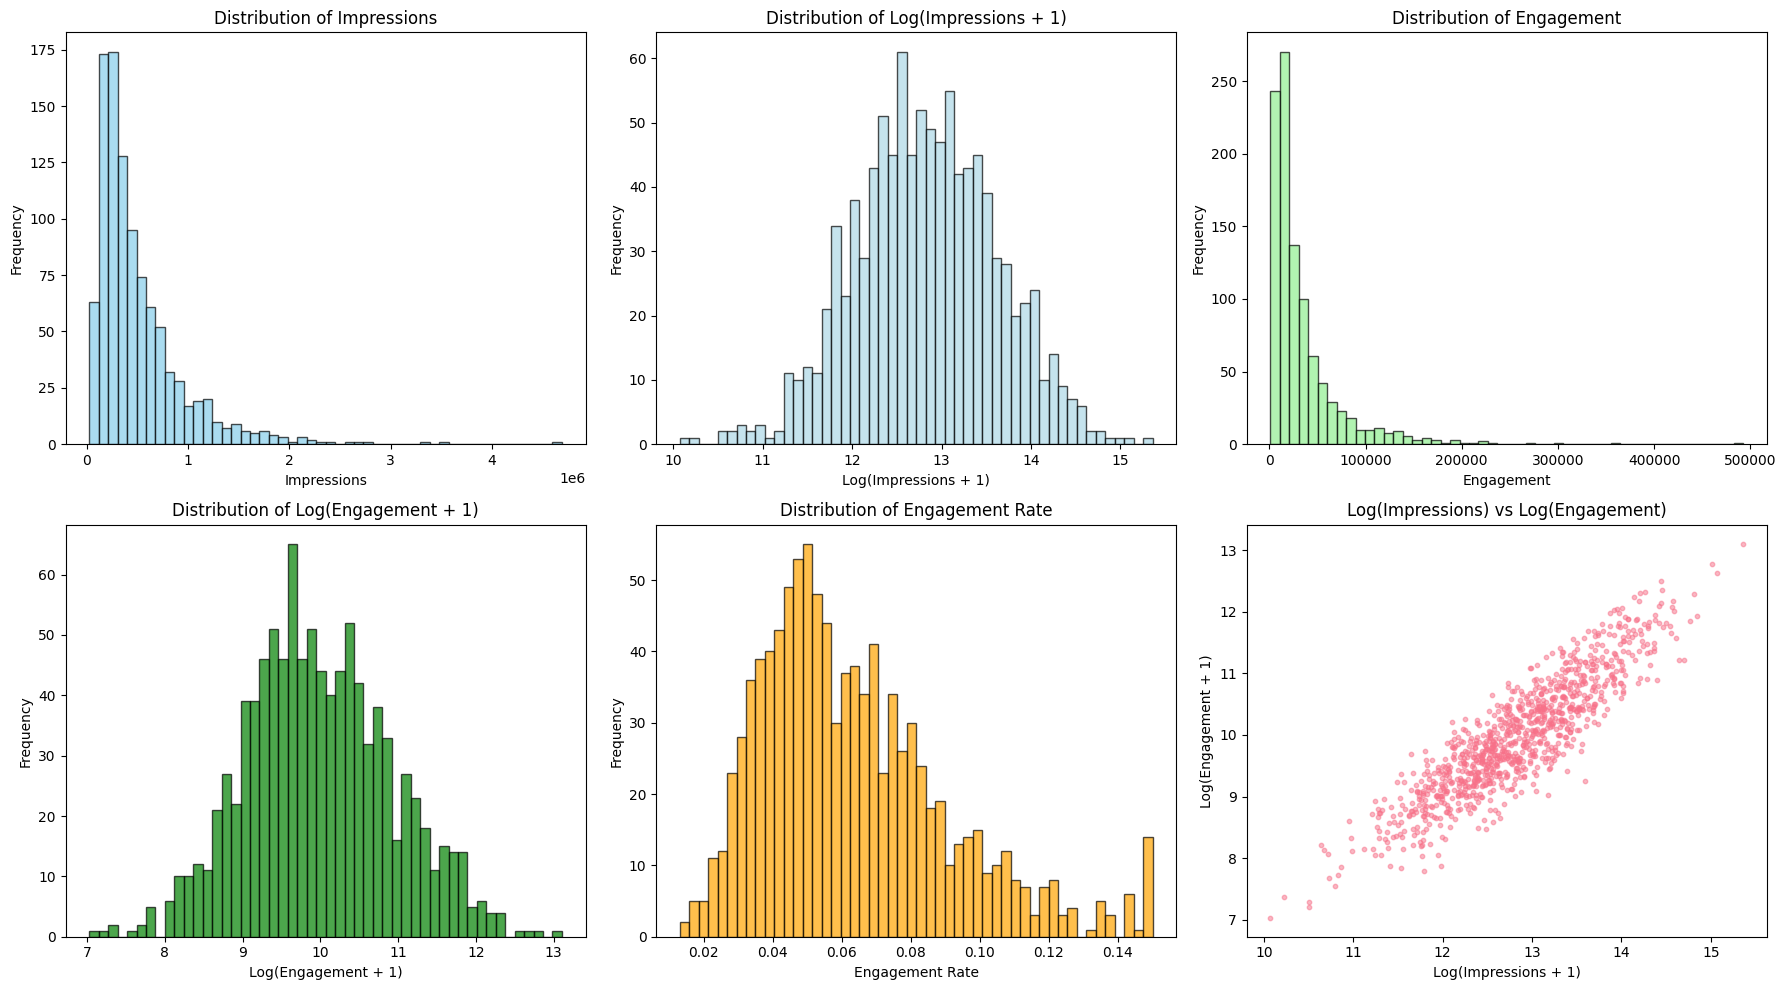 Distribution of Impressions
175
150
125
100
75
50
25
0
Frequency
0 1 2 3 4
1e6
Impressions
Distribution of Log(Impressions + 1)
60
50
40
30
20
10
0
Frequency
10 11 12 13 14 15
Log(Impressions + 1)
Distribution of Engagement
250
200
150
100
50
0
Frequency
0 100000 200000 300000 400000 500000
Engagement
Distribution of Log(Engagement + 1)
60
50
40
30
20
10
0
Frequency
7 8 9 10 11 12 13
Log(Engagement + 1)
Distribution of Engagement Rate
50
40
30
20
10
0
Frequency
0.02 0.04 0.06 0.08 0.10 0.12 0.14
Engagement Rate
Log(Impressions) vs Log(Engagement)
13
12
11
10
9
8
7
Log(Engagement + 1)
10 11 12 13 14 15
Log(Impressions + 1)